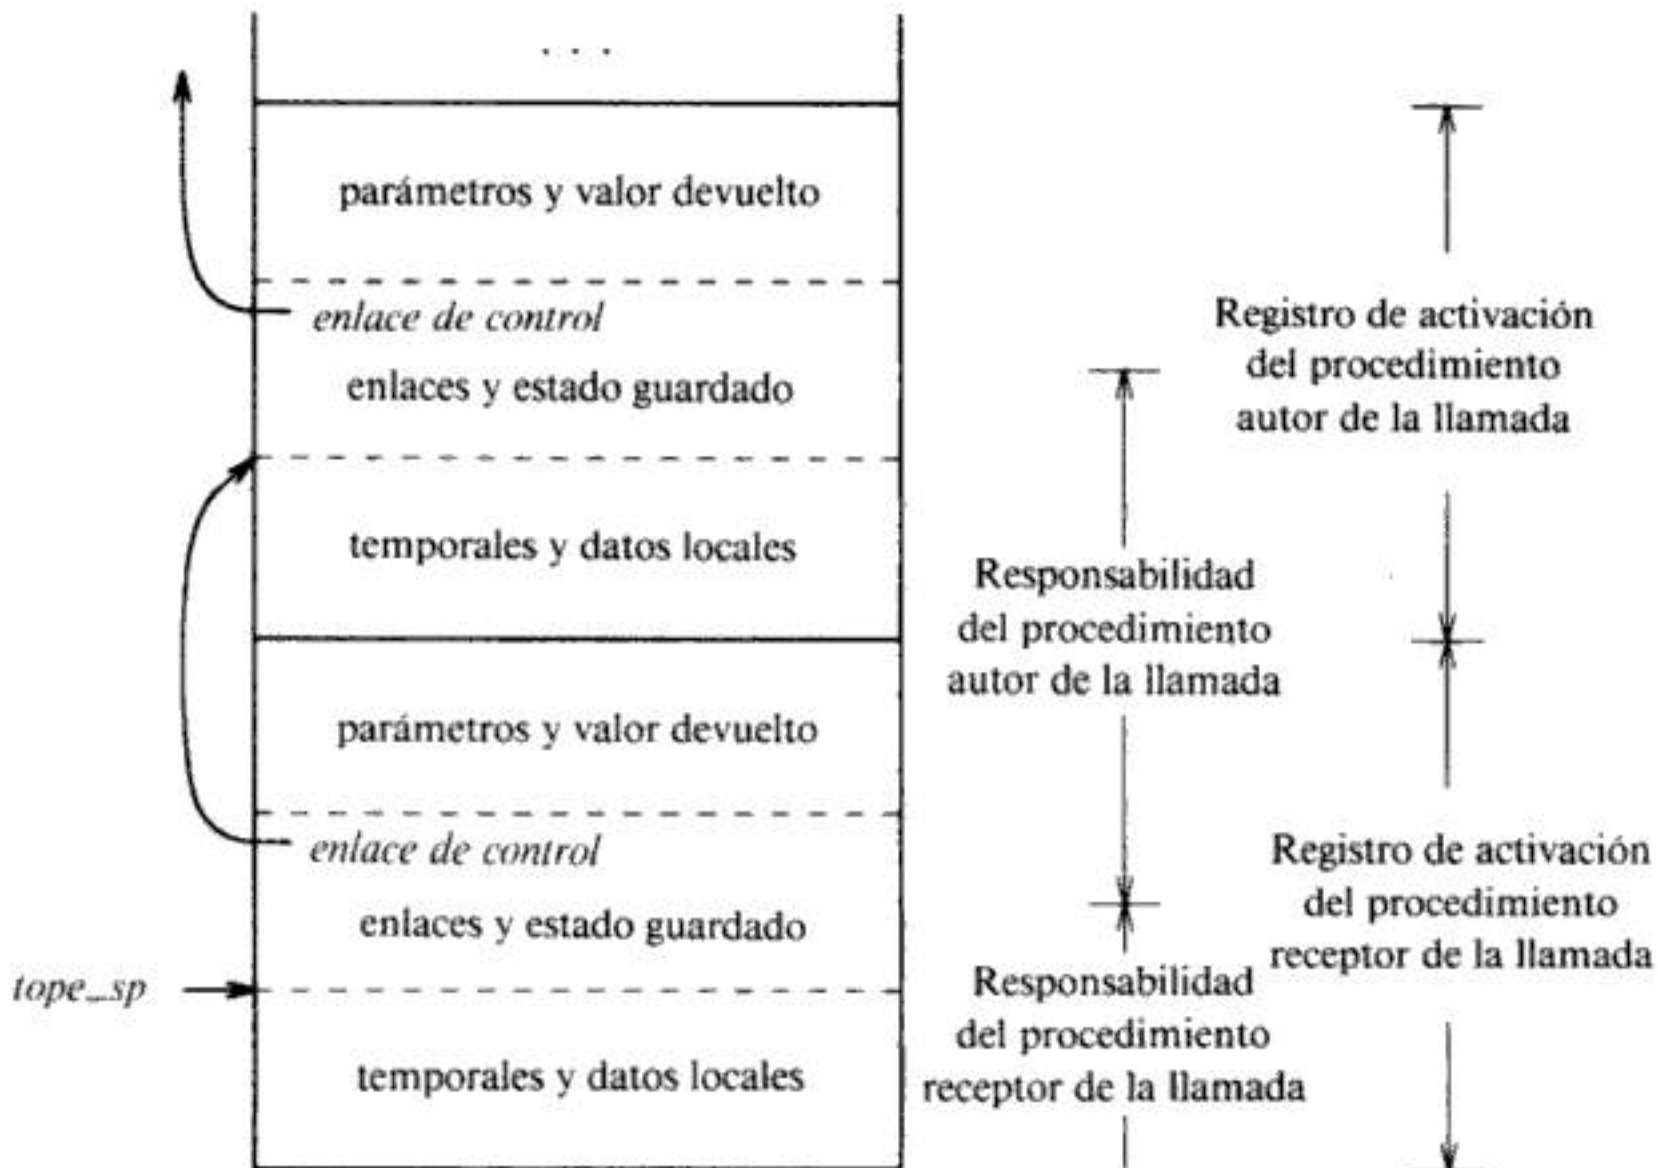 . . .
parámetros y valor devuelto
enlace de control
enlaces y estado guardado
temporales y datos locales
parámetros y valor devuelto
enlace de control
enlaces y estado guardado
tope_sp
temporales y datos locales
Responsabilidad
del procedimiento
autor de la llamada
Responsabilidad
del procedimiento
receptor de la llamada
Registro de activación
del procedimiento
autor de la llamada
Registro de activación
del procedimiento
receptor de la llamada